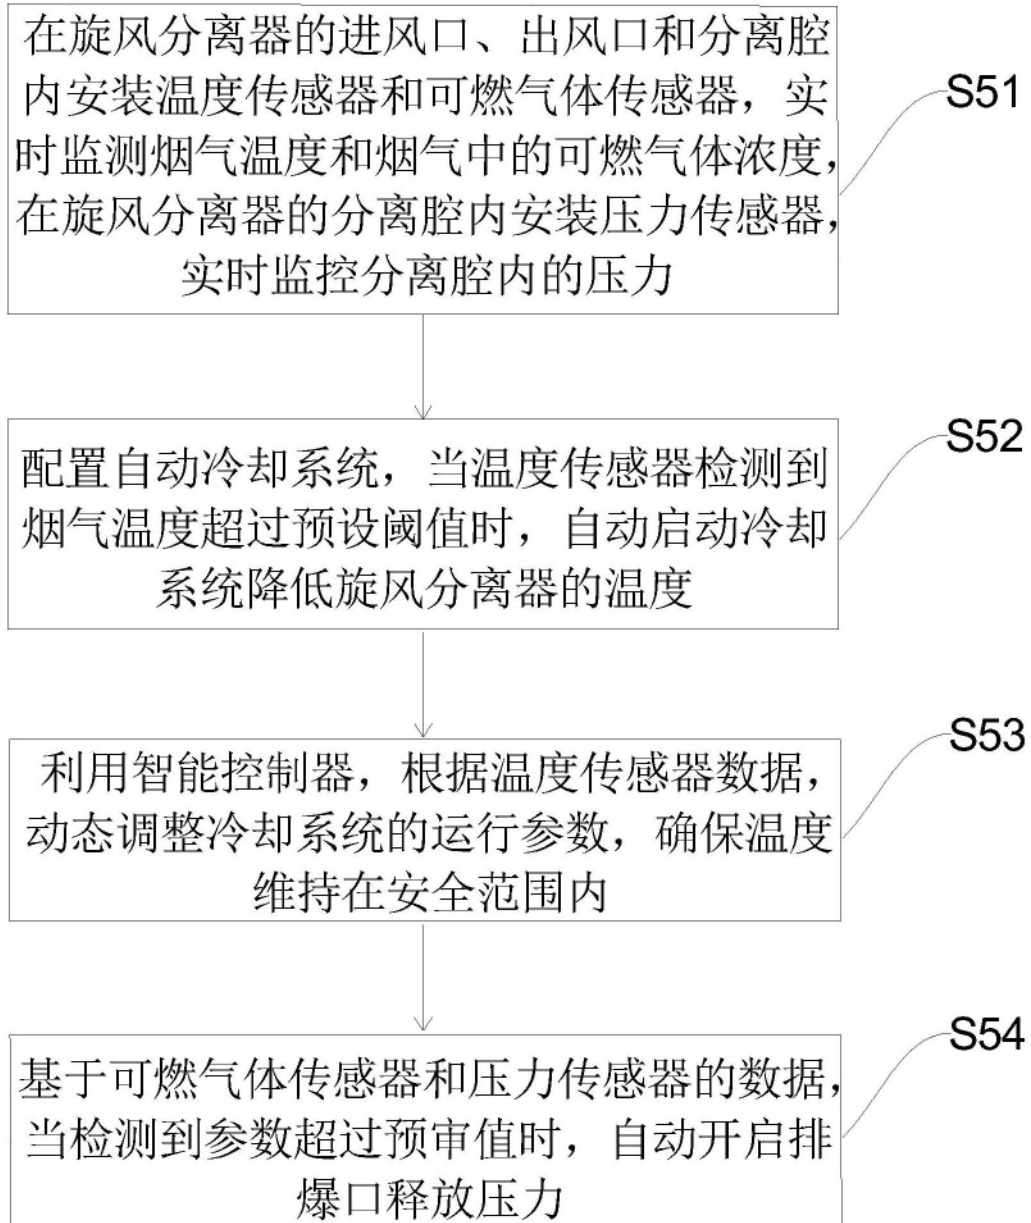 在旋风分离器的进风口、出风口和分离腔
内安装温度传感器和可燃气体传感器，实
时监测烟气温度和烟气中的可燃气体浓度，
在旋风分离器的分离腔内安装压力传感器，
实时监控分离腔内的压力
S51
配置自动冷却系统，当温度传感器检测到
烟气温度超过预设阈值时，自动启动冷却
系统降低旋风分离器的温度
S52
利用智能控制器，根据温度传感器数据，
动态调整冷却系统的运行参数，确保温度
维持在安全范围内
S53
基于可燃气体传感器和压力传感器的数据，
当检测到参数超过预审值时，自动开启排
爆口释放压力
S54